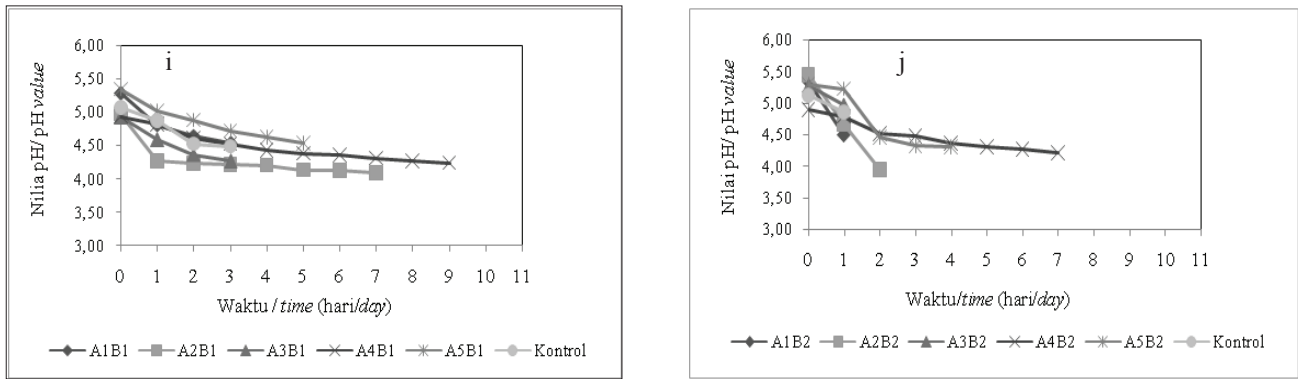 i
6,00
5,50
5,00
4,50
4,00
3,50
3,00
Nilia pH/ pH value
0 1 2 3 4 5 6 7 8 9 10 11
Waktu / time (hari/day)
A1B1 A2B1 A3B1 A4B1 A5B1 Kontrol
j
6,00
5,50
5,00
4,50
4,00
3,50
3,00
Nilai pH/ pH value
0 1 2 3 4 5 6 7 8 9 10 11
Waktu/time (hari/day)
A1B2 A2B2 A3B2 A4B2 A5B2 Kontrol